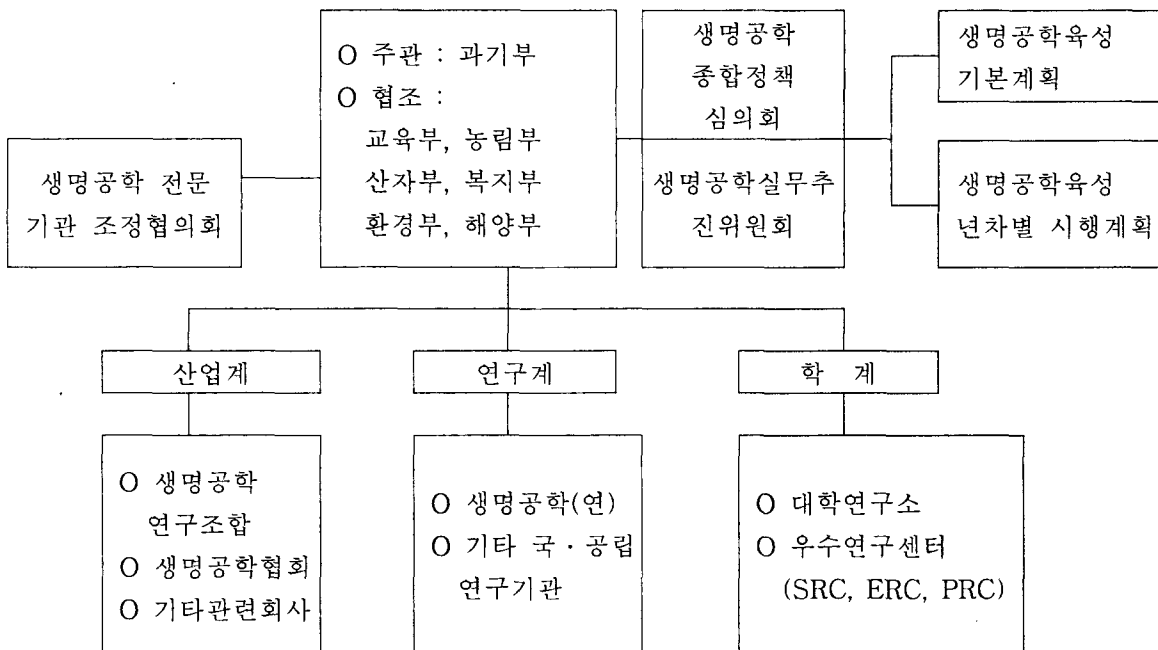 O 주관 : 과기부
O 협조 :
교육부, 농림부
산자부, 복지부
환경부, 해양부
생명공학 전문
기관 조정협의회
생명공학
종합정책
심의회
생명공학실무추
진위원회
생명공학육성
기본계획
생명공학육성
년차별 시행계획
산업계
연구계
학 계
O 생명공학
연구조합
O 생명공학협회
O 기타관련회사
O 생명공학(연)
O 기타 국·공립
연구기관
O 대학연구소
O 우수연구센터
(SRC, ERC, PRC)